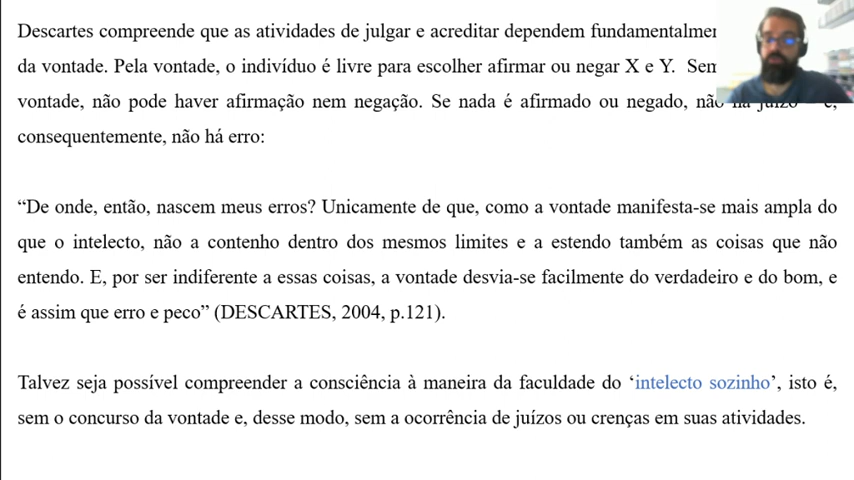 Descartes compreende que as atividades de julgar e acreditar dependem fundamentalmen
da vontade. Pela vontade, o indivíduo é livre para escolher afirmar ou negar X e Y. Sem
vontade, não pode haver afirmação nem negação. Se nada é afirmado ou negado, não há juízo – e,
consequentemente, não há erro:
“De onde, então, nascem meus erros? Unicamente de que, como a vontade manifesta-se mais ampla do
que o intelecto, não a contenho dentro dos mesmos limites e a estendo também as coisas que não
entendo. E, por ser indiferente a essas coisas, a vontade desvia-se facilmente do verdadeiro e do bom, e
é assim que erro e peco” (DESCARTES, 2004, p.121).
Talvez seja possível compreender a consciência à maneira da faculdade do ‘intelecto sozinho’, isto é,
sem o concurso da vontade e, desse modo, sem a ocorrência de juízos ou crenças em suas atividades.